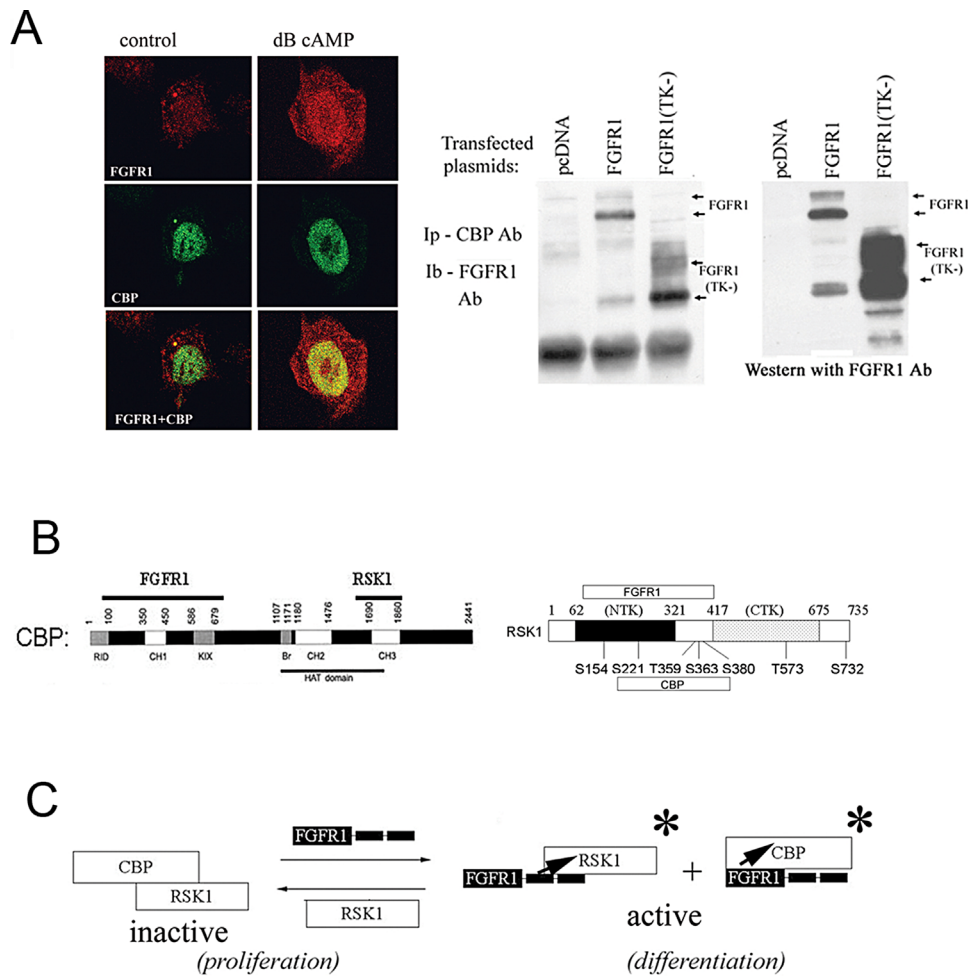 A
control
dB cAMP
FGFR1
CBP
FGFR1+CBP
Transfected
plasmids:
pcDNA
FGFR1
FGFR1(TK-)
Ip - CBP Ab
Ib - FGFR1
Ab
FGFR1
FGFR1
(TK-)
pcDNA
FGFR1
FGFR1(TK-)
FGFR1
FGFR1
(TK-)
Western with FGFR1 Ab
B
FGFR1
RSK1
1 100 350 450 586 679 1107 1171 1180 1476 1690 1860 2441
CBP:
RID CH1 KIX Br CH2 CH3
HAT domain
FGFR1
1 62 (NTK) 321 417 (CTK) 675 735
RSK1
S154 S221 T359 S363 S380 T573 S732
CBP
C
CBP
RSK1
inactive
(proliferation)
FGFR1
RSK1
FGFR1
RSK1
*
+
CBP
FGFR1
*
active
(differentiation)